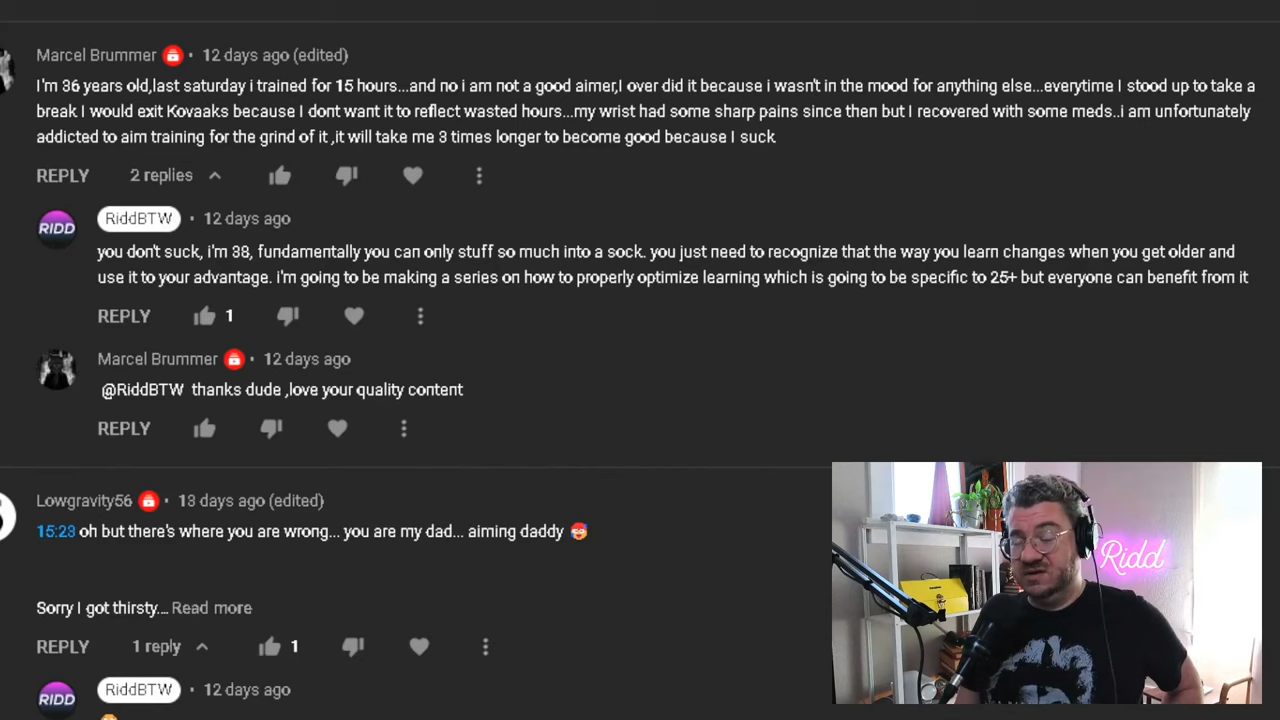 Marcel Brummer • 12 days ago (edited)
I'm 36 years old,last saturday i trained for 15 hours...and no i am not a good aimer,I over did it because i wasn't in the mood for anything else...everytime I stood up to take a
break I would exit Kovaaks because I dont want it to reflect wasted hours...my wrist had some sharp pains since then but I recovered with some meds..i am unfortunately
addicted to aim training for the grind of it ,it will take me 3 times longer to become good because I suck
REPLY 2 replies
RIDD RiddBTW • 12 days ago
you don't suck, i'm 38, fundamentally you can only stuff so much into a sock. you just need to recognize that the way you learn changes when you get older and
use it to your advantage. i'm going to be making a series on how to properly optimize learning which is going to be specific to 25+ but everyone can benefit from it
REPLY 1
Marcel Brummer • 12 days ago
@RiddBTW thanks dude ,love your quality content
REPLY
Lowgravity56 • 13 days ago (edited)
15:23 oh but there's where you are wrong... you are my dad... aiming daddy
Sorry I got thirsty... Read more
REPLY 1 reply 1
RIDD RiddBTW • 12 days ago
Ridd